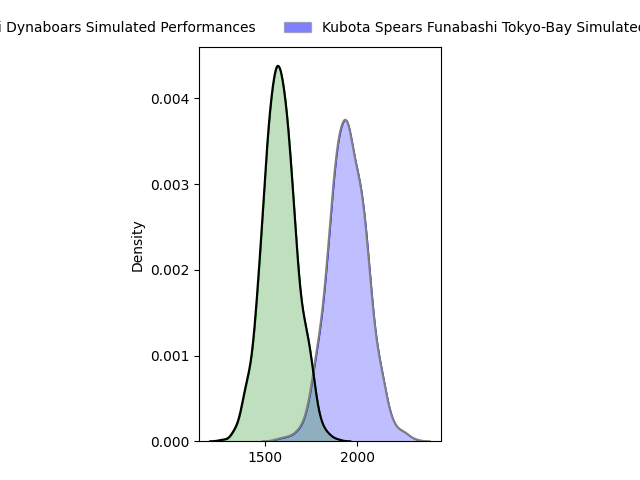 i Dynaboars Simulated Performances
Kubota Spears Funabashi Tokyo-Bay Simulated
Density
0.004
0.003
0.002
0.001
0.000
1500
2000